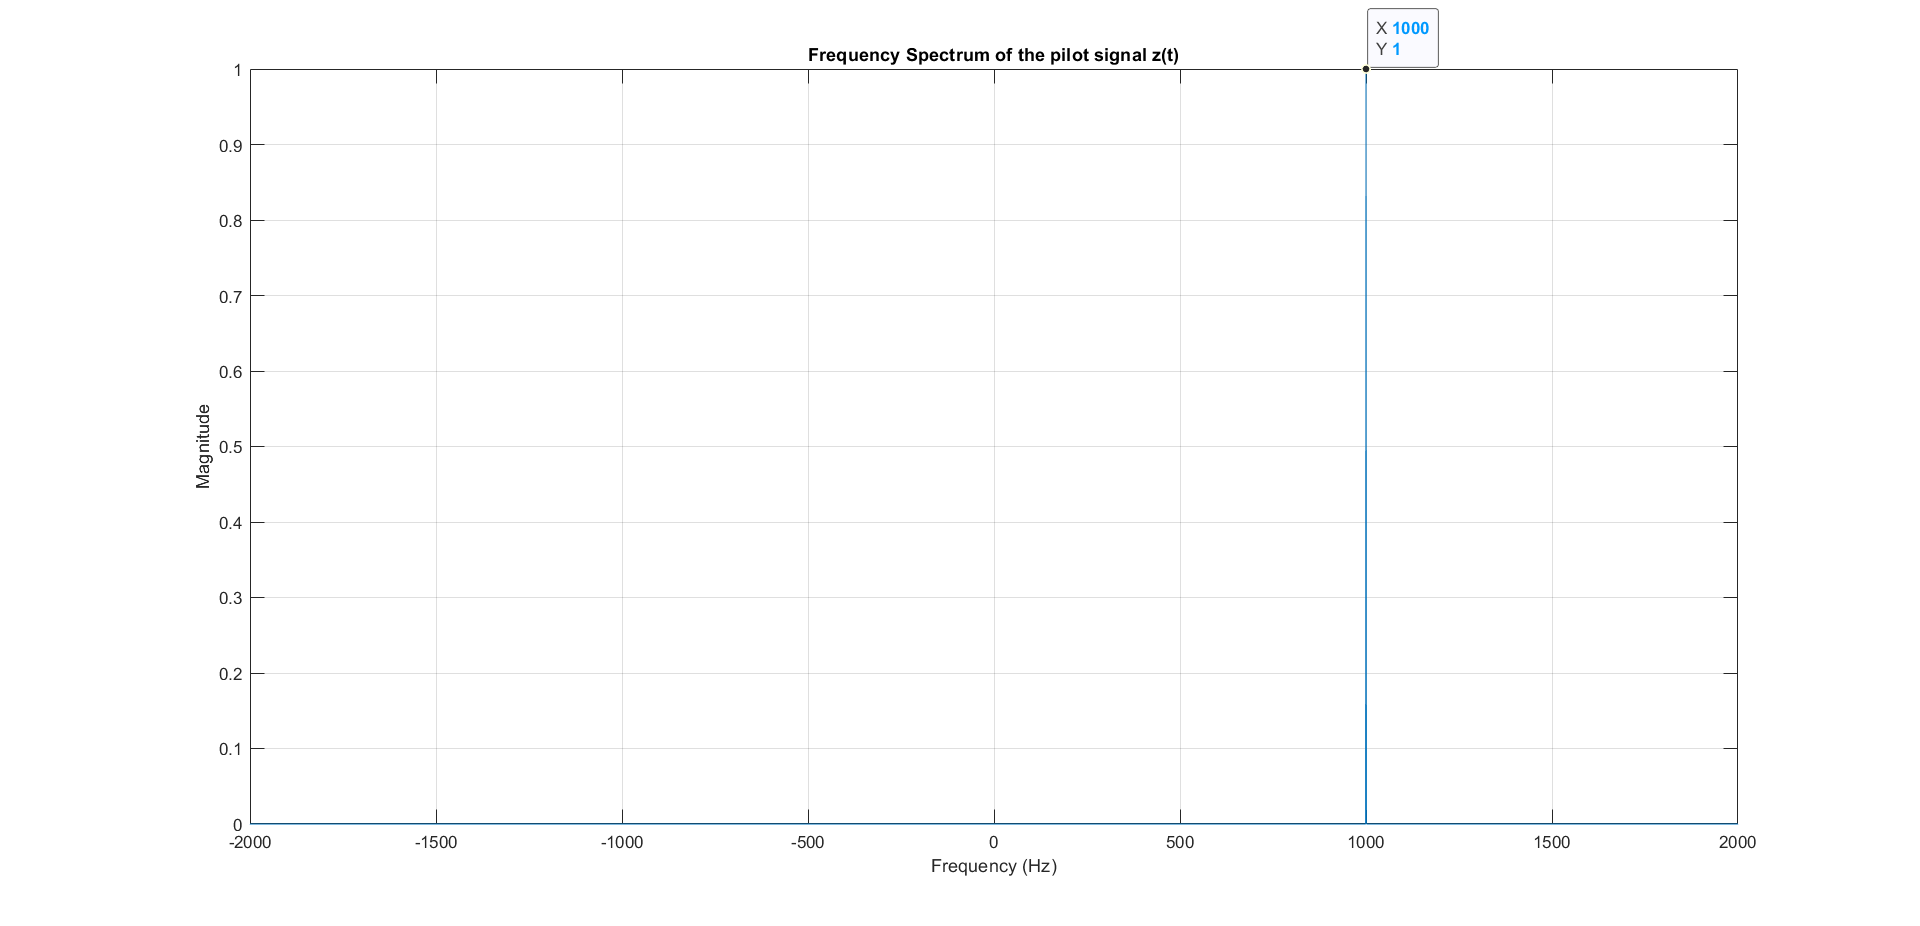 X 1000
Y 1
Frequency Spectrum of the pilot signal z(t)
1
0.9
0.8
0.7
0.6
0.5
0.4
0.3
0.2
0.1
0
Magnitude
-2000 -1500 -1000 -500 0 500 1000 1500 2000
Frequency (Hz)